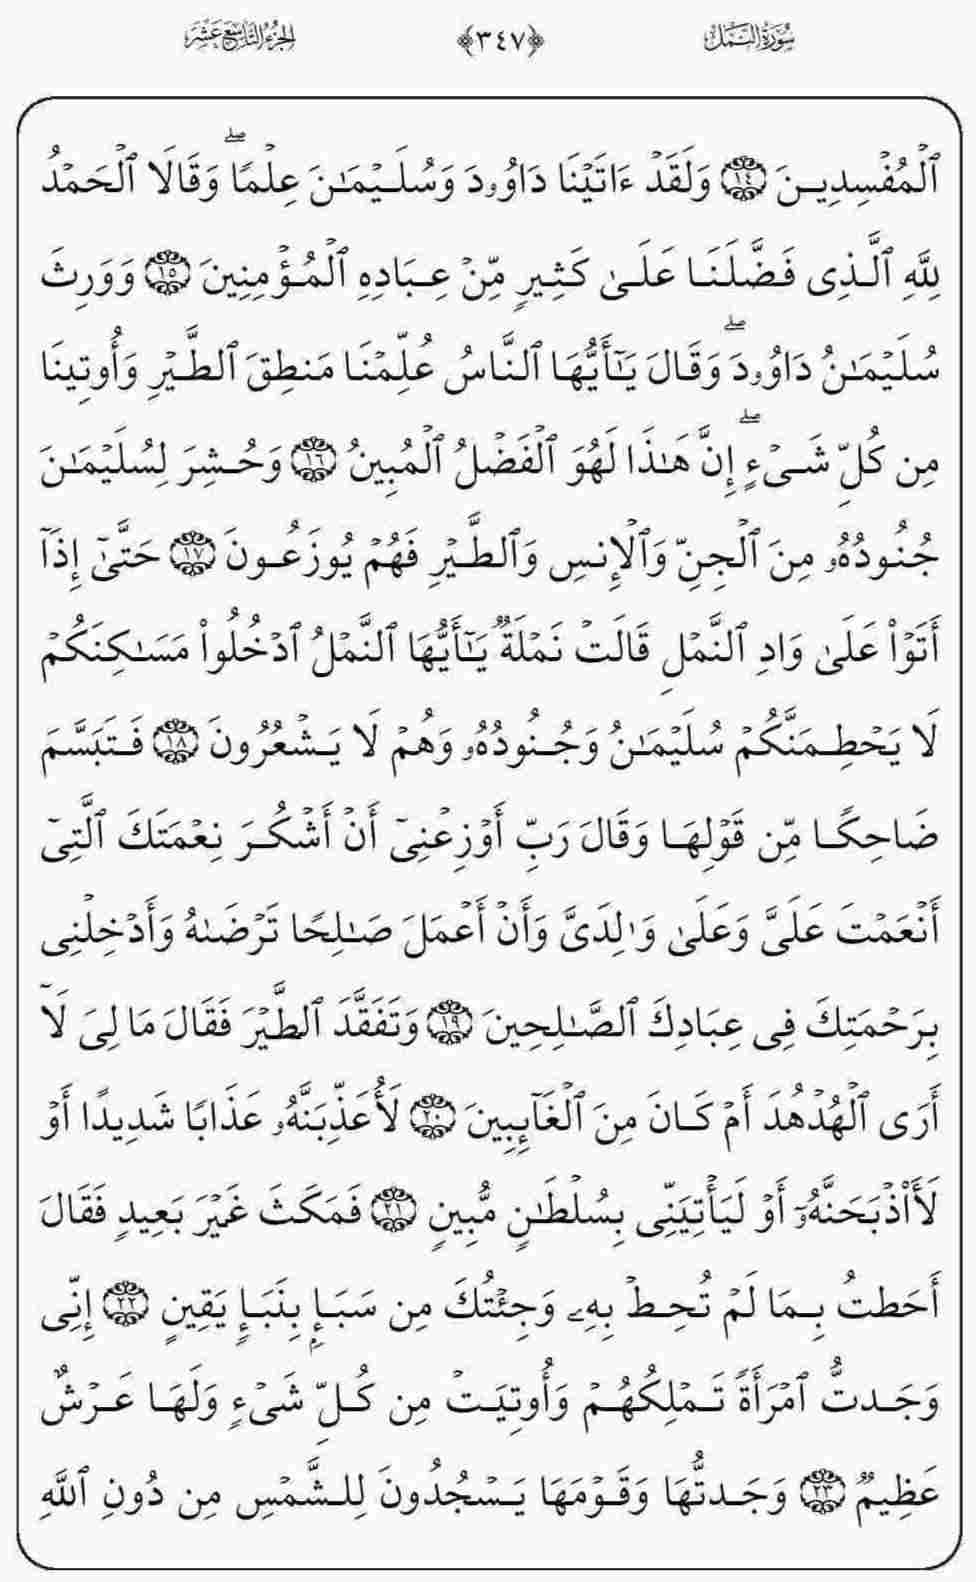 سُورَةُ النَّمْلِ ﴿٣٤٧﴾ الجُزْءُ التَّاسِعَ عَشَرَ
ٱلْمُفْسِدِينَ ١٤ وَلَقَدْ ءَاتَيْنَا دَاوُۥدَ وَسُلَيْمَٰنَ عِلْمًاۖ وَقَالَا ٱلْحَمْدُ
لِلَّهِ ٱلَّذِى فَضَّلَنَا عَلَىٰ كَثِيرٍ مِّنْ عِبَادِهِ ٱلْمُؤْمِنِينَ ١٥ وَوَرِثَ
سُلَيْمَٰنُ دَاوُۥدَۖ وَقَالَ يَٰٓأَيُّهَا ٱلنَّاسُ عُلِّمْنَا مَنطِقَ ٱلطَّيْرِ وَأُوتِينَا
مِن كُلِّ شَىْءٍۖ إِنَّ هَٰذَا لَهُوَ ٱلْفَضْلُ ٱلْمُبِينُ ١٦ وَحُشِرَ لِسُلَيْمَٰنَ
جُنُودُهُۥ مِنَ ٱلْجِنِّ وَٱلْإِنسِ وَٱلطَّيْرِ فَهُمْ يُوزَعُونَ ١٧ حَتَّىٰٓ إِذَآ
أَتَوْا۟ عَلَىٰ وَادِ ٱلنَّمْلِ قَالَتْ نَمْلَةٌ يَٰٓأَيُّهَا ٱلنَّمْلُ ٱدْخُلُوا۟ مَسَٰكِنَكُمْ
لَا يَحْطِمَنَّكُمْ سُلَيْمَٰنُ وَجُنُودُهُۥ وَهُمْ لَا يَشْعُرُونَ ١٨ فَتَبَسَّمَ
ضَاحِكًا مِّن قَوْلِهَا وَقَالَ رَبِّ أَوْزِعْنِىٓ أَنْ أَشْكُرَ نِعْمَتَكَ ٱلَّتِىٓ
أَنْعَمْتَ عَلَىَّ وَعَلَىٰ وَٰلِدَىَّ وَأَنْ أَعْمَلَ صَٰلِحًا تَرْضَىٰهُ وَأَدْخِلْنِى
بِرَحْمَتِكَ فِى عِبَادِكَ ٱلصَّٰلِحِينَ ١٩ وَتَفَقَّدَ ٱلطَّيْرَ فَقَالَ مَا لِىَ لَآ
أَرَى ٱلْهُدْهُدَ أَمْ كَانَ مِنَ ٱلْغَآئِبِينَ ٢٠ لَأُعَذِّبَنَّهُۥ عَذَابًا شَدِيدًا أَوْ
لَأَا۟ذْبَحَنَّهُۥٓ أَوْ لَيَأْتِيَنِّى بِسُلْطَٰنٍ مُّبِينٍ ٢١ فَمَكَثَ غَيْرَ بَعِيدٍ فَقَالَ
أَحَطتُ بِمَا لَمْ تُحِطْ بِهِۦ وَجِئْتُكَ مِن سَبَإٍۭ بِنَبَإٍ يَقِينٍ ٢٢ إِنِّى
وَجَدتُّ ٱمْرَأَةً تَمْلِكُهُمْ وَأُوتِيَتْ مِن كُلِّ شَىْءٍ وَلَهَا عَرْشٌ
عَظِيمٌ ٢٣ وَجَدتُّهَا وَقَوْمَهَا يَسْجُدُونَ لِلشَّمْسِ مِن دُونِ ٱللَّهِ